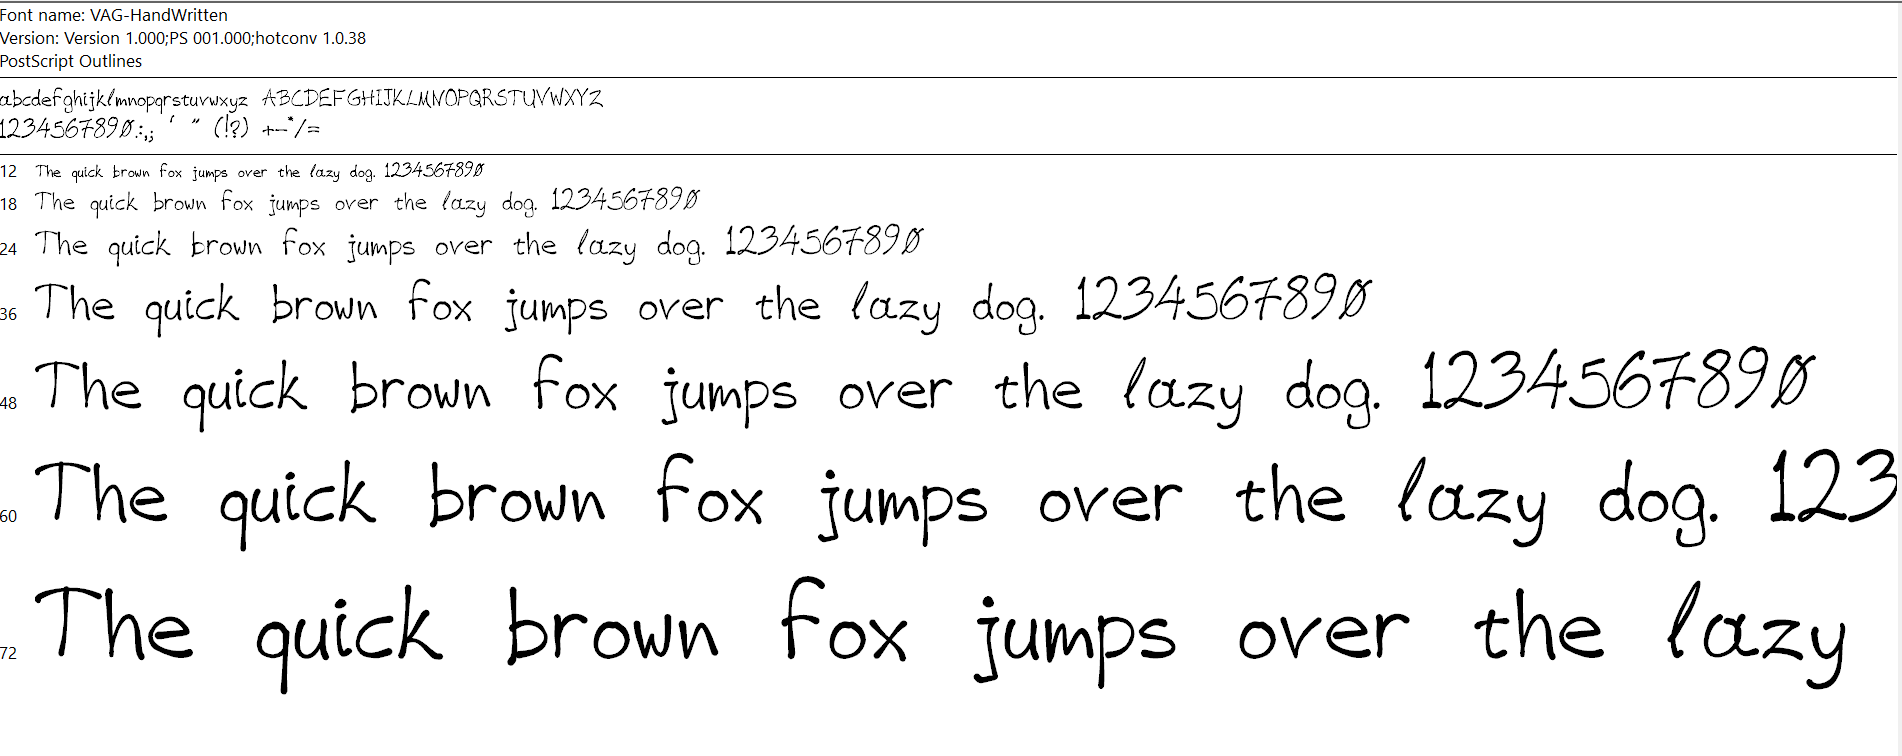 Font name: VAG-HandWritten
Version: Version 1.000;PS 001.000;hotconv 1.0.38
PostScript Outlines
abcdefghijklmnopqrstuvwxyz ABCDEFGHIJKLMNOPQRSTUVWXYZ
1234567890.:,; ' " (!?) +-*/=
12 The quick brown fox jumps over the lazy dog. 1234567890
18 The quick brown fox jumps over the lazy dog. 1234567890
24 The quick brown fox jumps over the lazy dog. 1234567890
36 The quick brown fox jumps over the lazy dog. 1234567890
48 The quick brown fox jumps over the lazy dog. 1234567890
60 The quick brown fox jumps over the lazy dog. 123
72 The quick brown fox jumps over the lazy